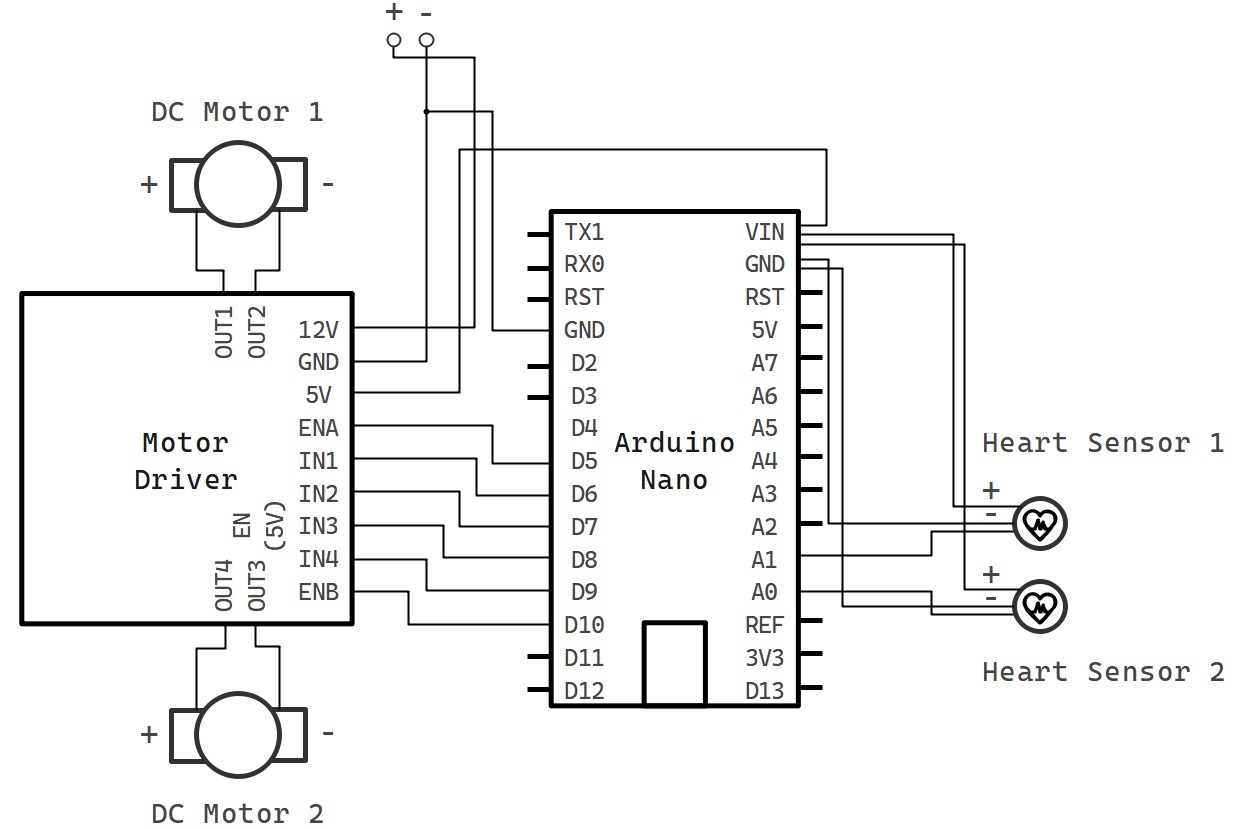 + -
DC Motor 1
+ -
OUT1
OUT2
12V
GND
5V
ENA
IN1
IN2
IN3
IN4
ENB
Motor
Driver
EN
(5V)
OUT4
OUT3
+ -
DC Motor 2
TX1
RX0
RST
GND
D2
D3
D4
D5
D6
D7
D8
D9
D10
D11
D12
Arduino
Nano
VIN
GND
RST
5V
A7
A6
A5
A4
A3
A2
A1
A0
REF
3V3
D13
Heart Sensor 1
+
-
+
-
Heart Sensor 2